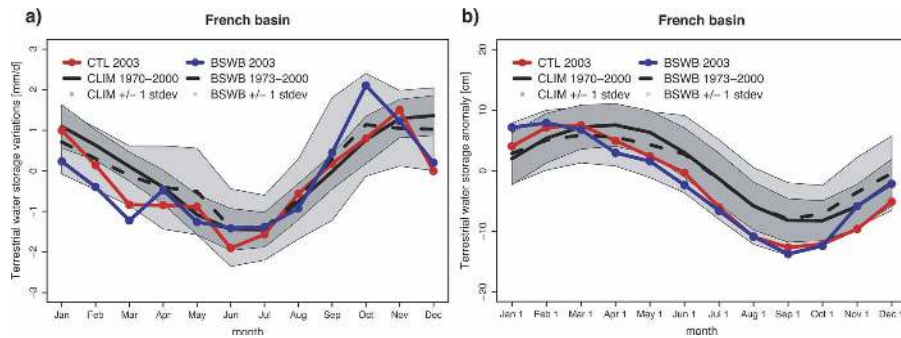 a) French basin
CTL 2003 BSWB 2003
CLIM 1970−2000 BSWB 1973−2000
CLIM +/− 1 stdev BSWB +/− 1 stdev
Terrestrial water storage variations [mm/d]
3
2
1
0
−1
−2
−3
Jan Feb Mar Apr May Jun Jul Aug Sep Oct Nov Dec
month
b) French basin
CTL 2003 BSWB 2003
CLIM 1970−2000 BSWB 1973−2000
CLIM +/− 1 stdev BSWB +/− 1 stdev
Terrestrial water storage anomaly [cm]
20
10
0
−10
−20
Jan 1 Feb 1 Mar 1 Apr 1 May 1 Jun 1 Jul 1 Aug 1 Sep 1 Oct 1 Nov 1 Dec 1
month